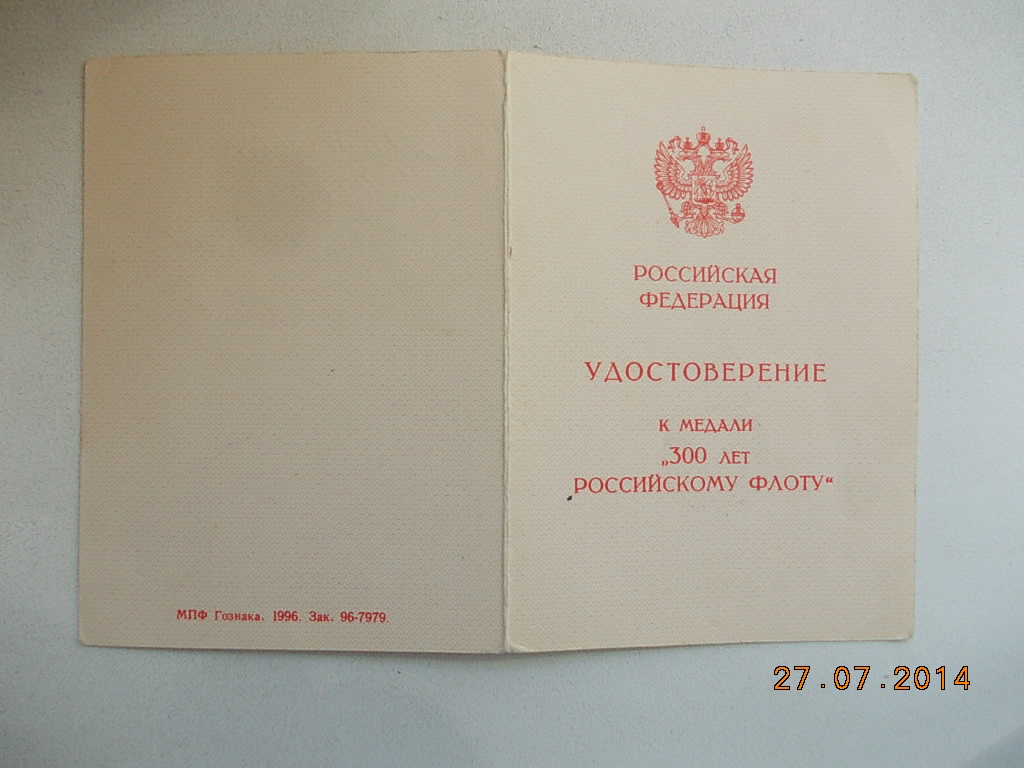 РОССИЙСКАЯ
ФЕДЕРАЦИЯ
УДОСТОВЕРЕНИЕ
К МЕДАЛИ
„300 ЛЕТ
РОССИЙСКОМУ ФЛОТУ“
МПФ Гознака. 1996. Зак. 96-7979.
27.07.2014